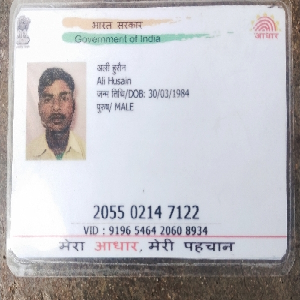 भारत सरकार
Government of India
आधार
अली हुसैन
Ali Husain
जन्म तिथि/DOB: 30/03/1984
पुरुष/ MALE
2055 0214 7122
VID : 9196 5464 2060 8934
मेरा आधार, मेरी पहचान